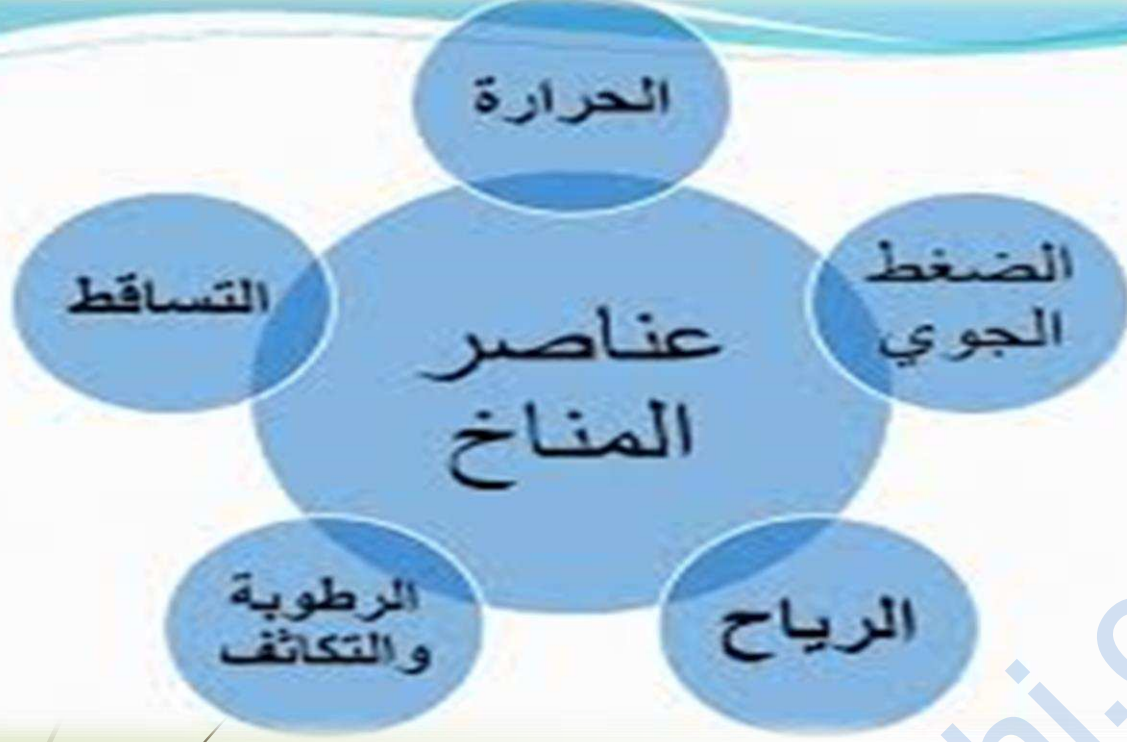 الحرارة
الضغط
الجوي
التساقط
عناصر
المناخ
الرطوبة
والتكاثف
الرياح